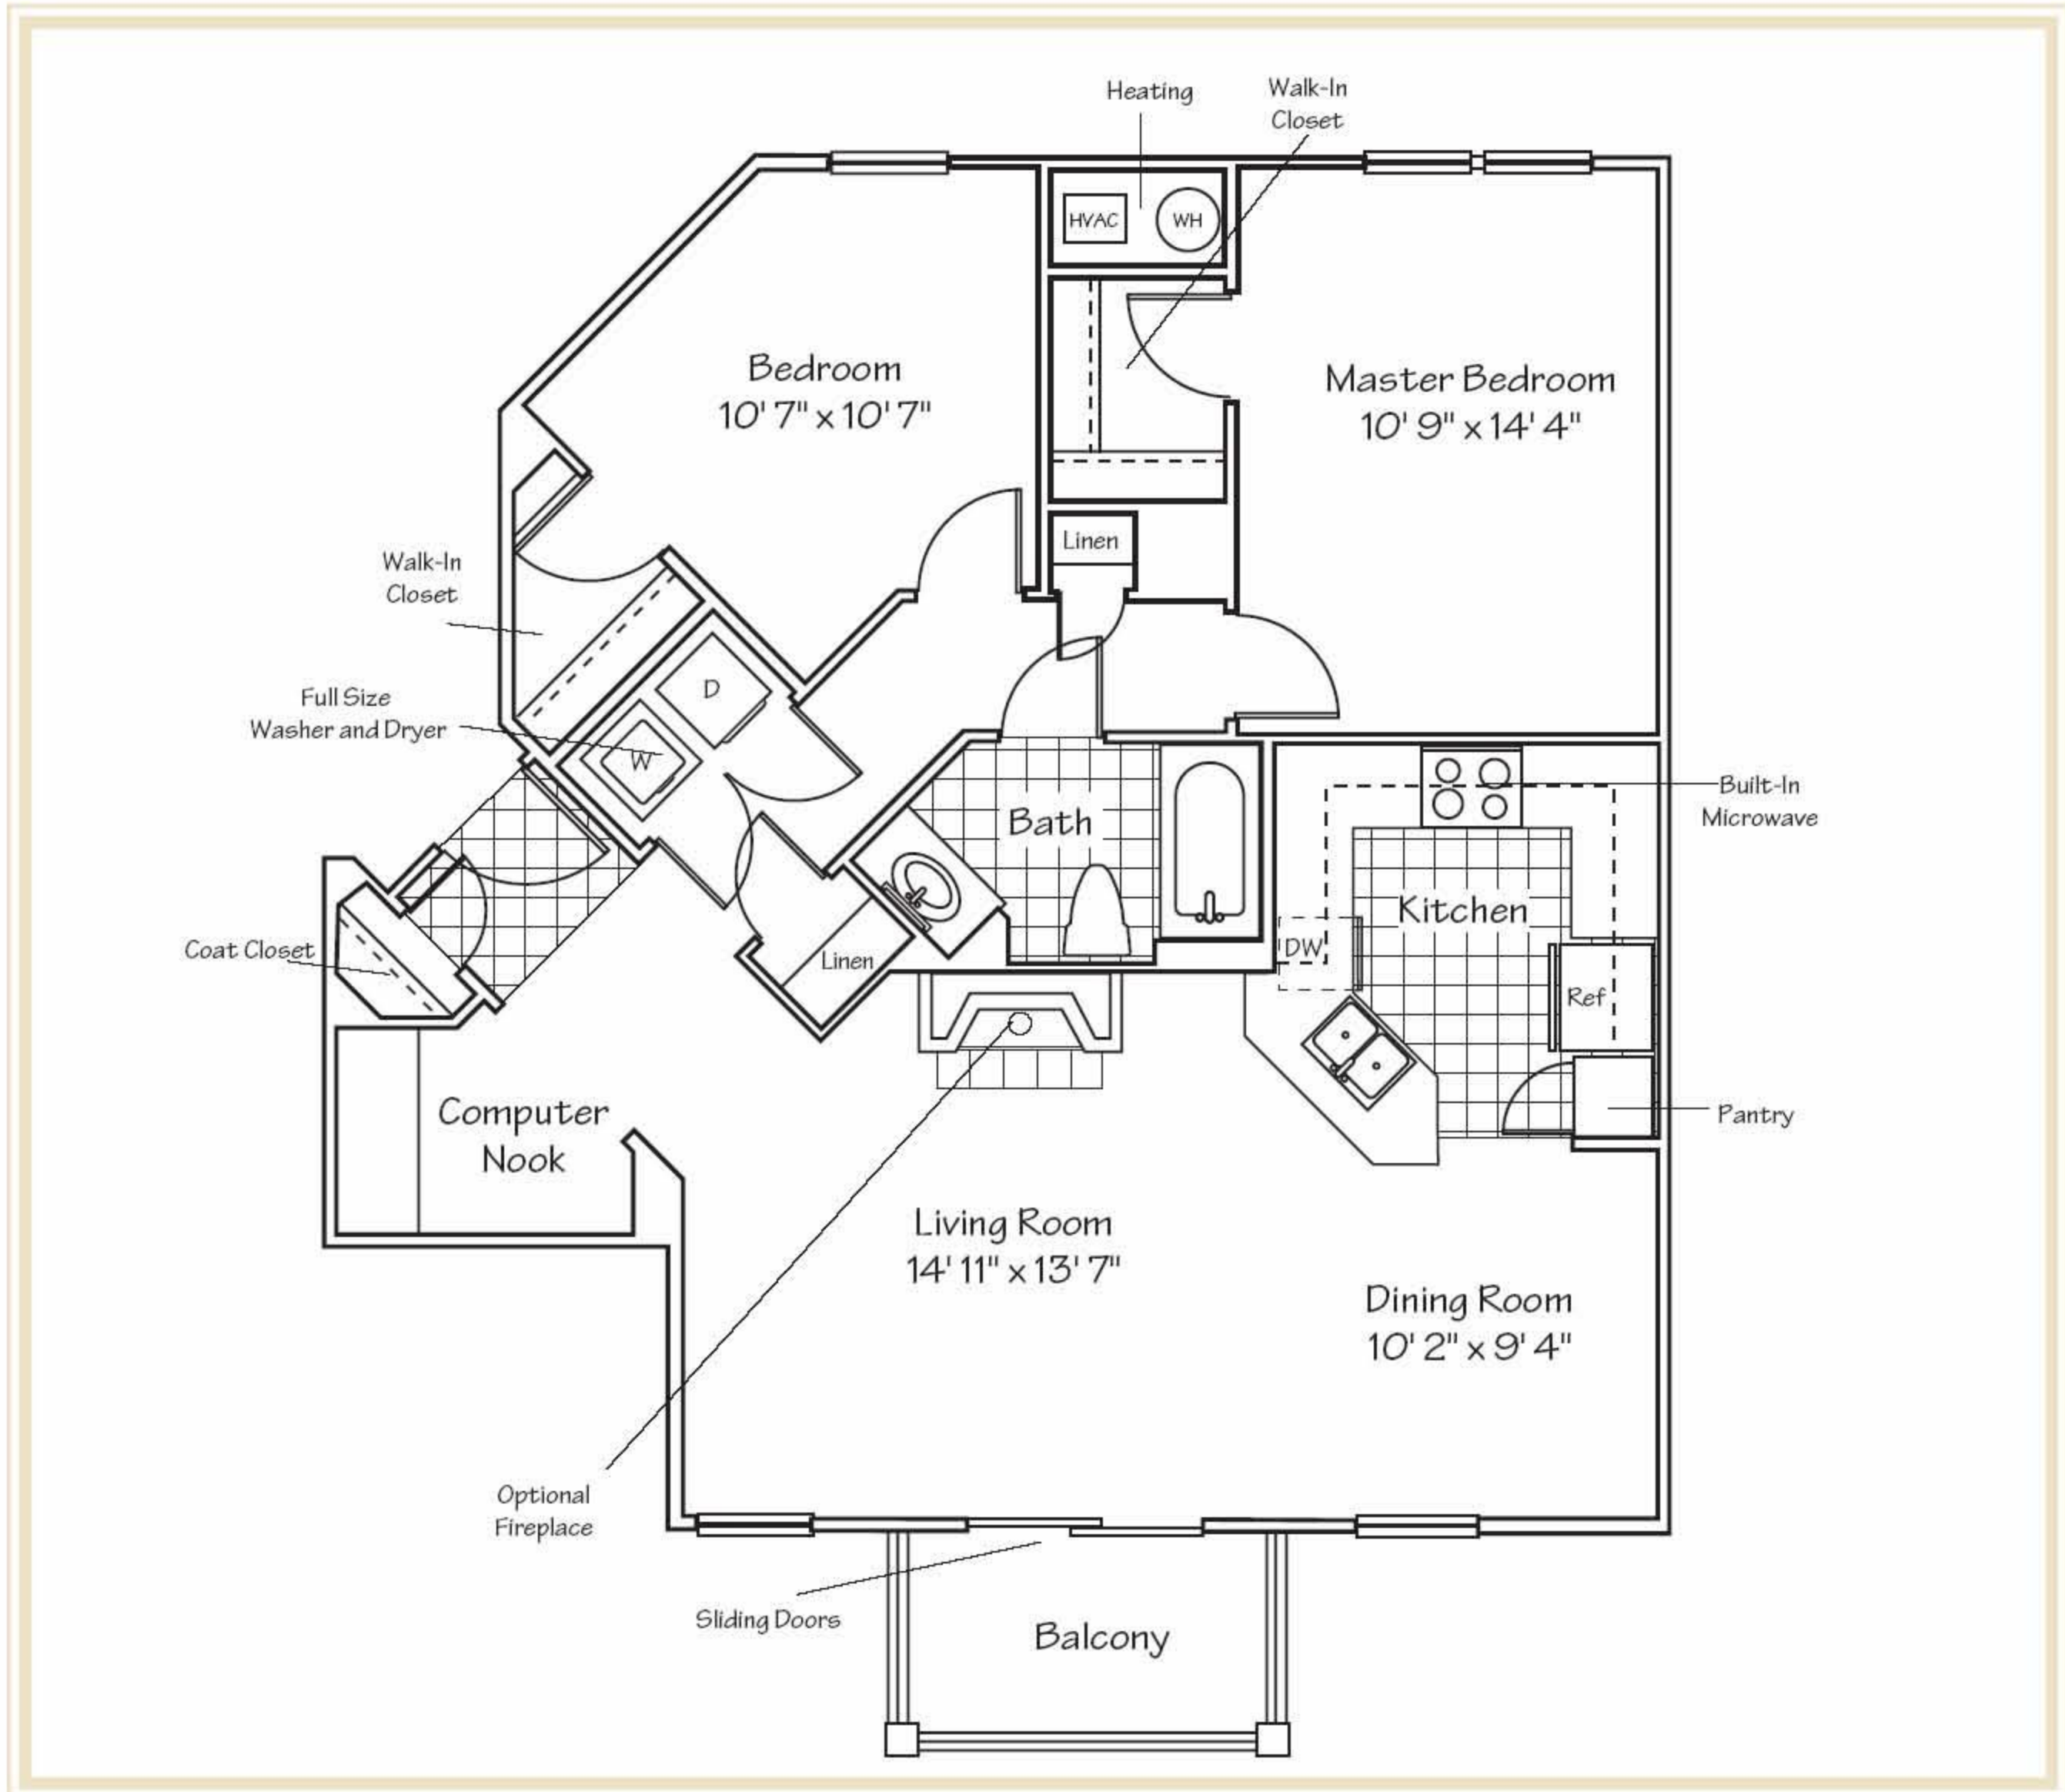 Heating
Walk-In
Closet
HVAC
WH
Bedroom
10' 7" x 10' 7"
Master Bedroom
10' 9" x 14' 4"
Linen
Walk-In
Closet
Full Size
Washer and Dryer
D
W
Built-In
Microwave
Bath
Kitchen
Coat Closet
Linen
DW
Ref
Computer
Nook
Pantry
Living Room
14' 11" x 13' 7"
Dining Room
10' 2" x 9' 4"
Optional
Fireplace
Sliding Doors
Balcony